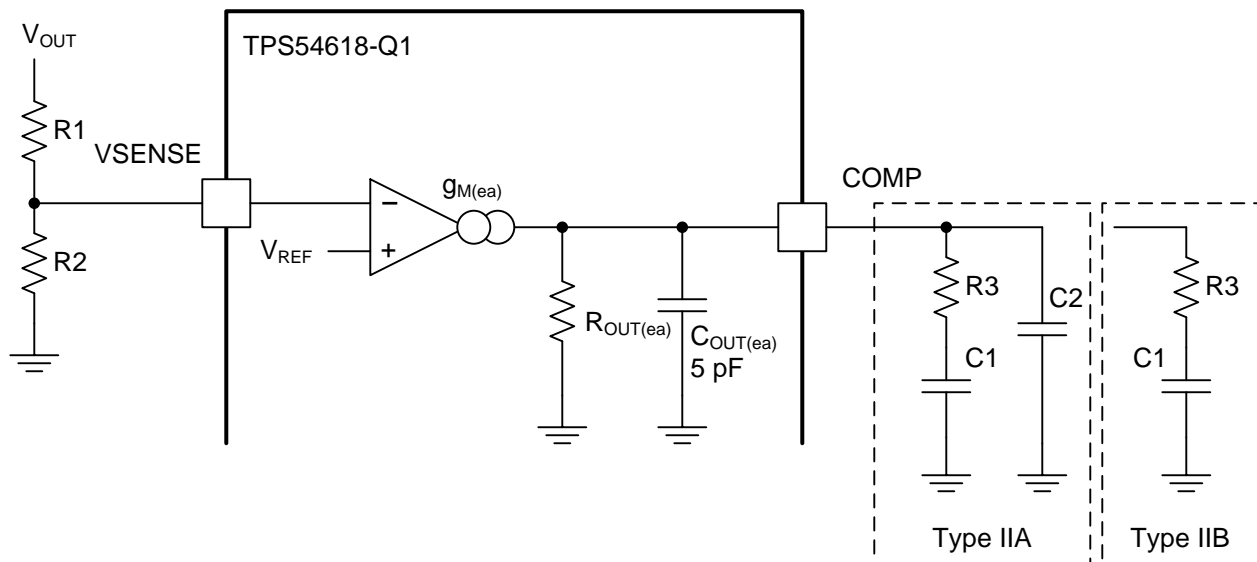 TPS54618-Q1
VOUT
R1
VSENSE
R2
VREF
−
+
gM(ea)
ROUT(ea)
COUT(ea)
5 pF
COMP
R3
C1
C2
Type IIA
R3
C1
Type IIB